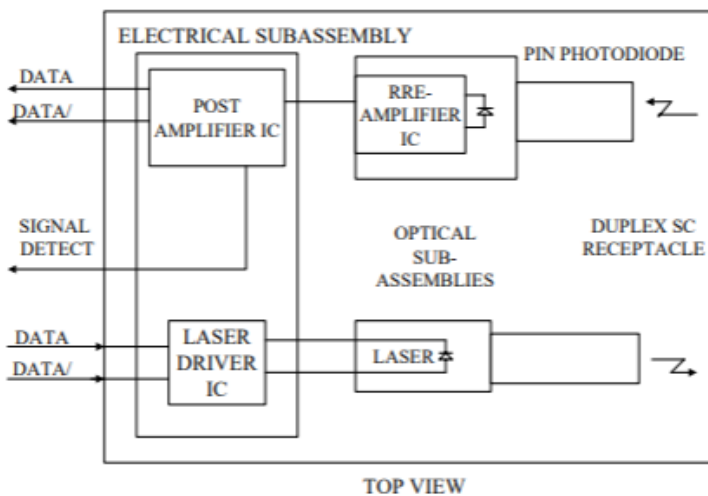 ELECTRICAL SUBASSEMBLY
DATA
DATA/
POST
AMPLIFIER IC
RRE-
AMPLIFIER
IC
PIN PHOTODIODE
SIGNAL
DETECT
OPTICAL
SUB-
ASSEMBLIES
DUPLEX SC
RECEPTACLE
DATA
DATA/
LASER
DRIVER
IC
LASER
TOP VIEW